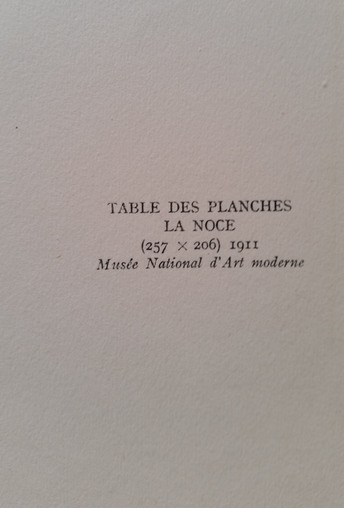 TABLE DES PLANCHES
LA NOCE
(257 × 206) 1911
Musée National d'Art moderne